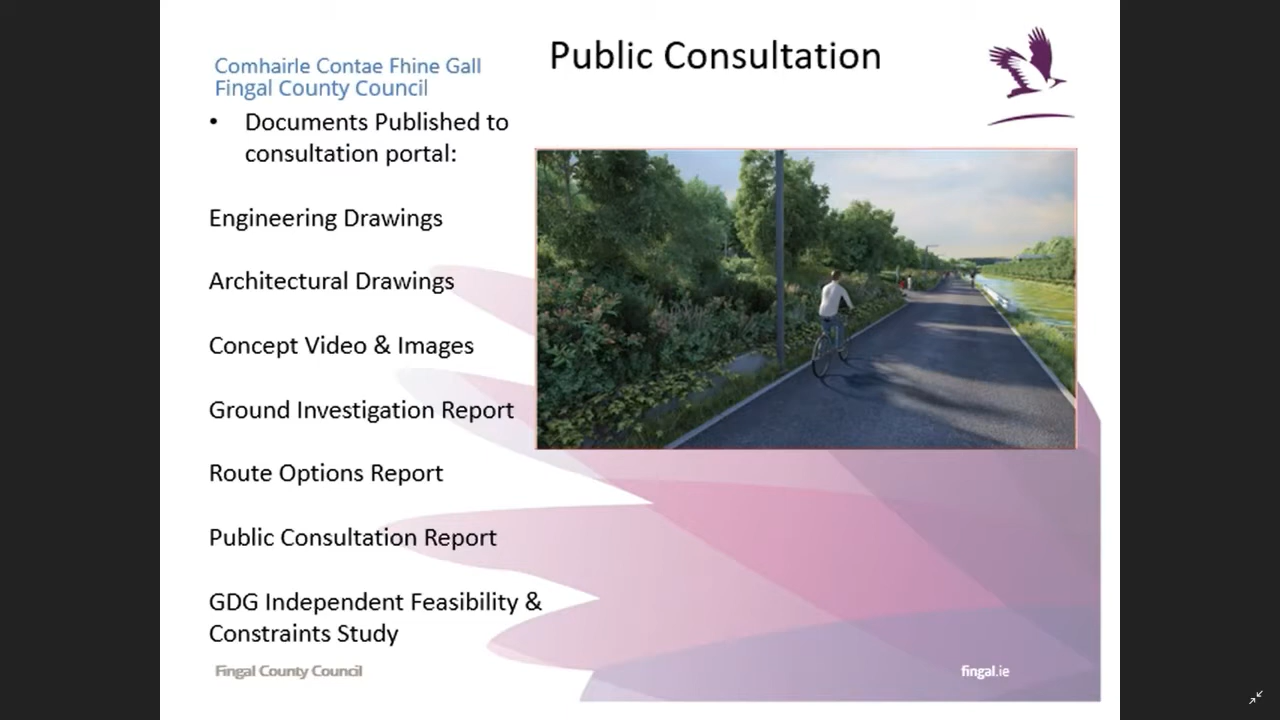 Public Consultation
Comhairle Contae Fhine Gall
Fingal County Council
• Documents Published to
consultation portal:
Engineering Drawings
Architectural Drawings
Concept Video & Images
Ground Investigation Report
Route Options Report
Public Consultation Report
GDG Independent Feasibility &
Constraints Study
Fingal County Council
fingal.ie